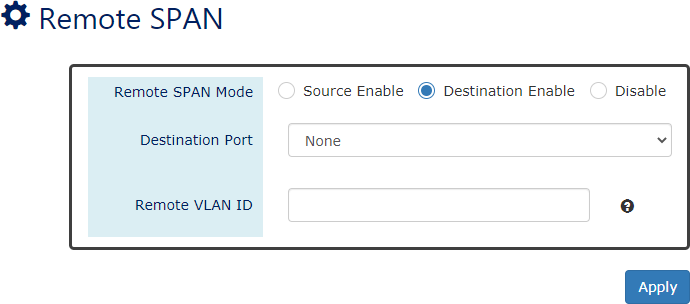 Remote SPAN
Remote SPAN Mode Source Enable Destination Enable Disable
Destination Port None
Remote VLAN ID
Apply